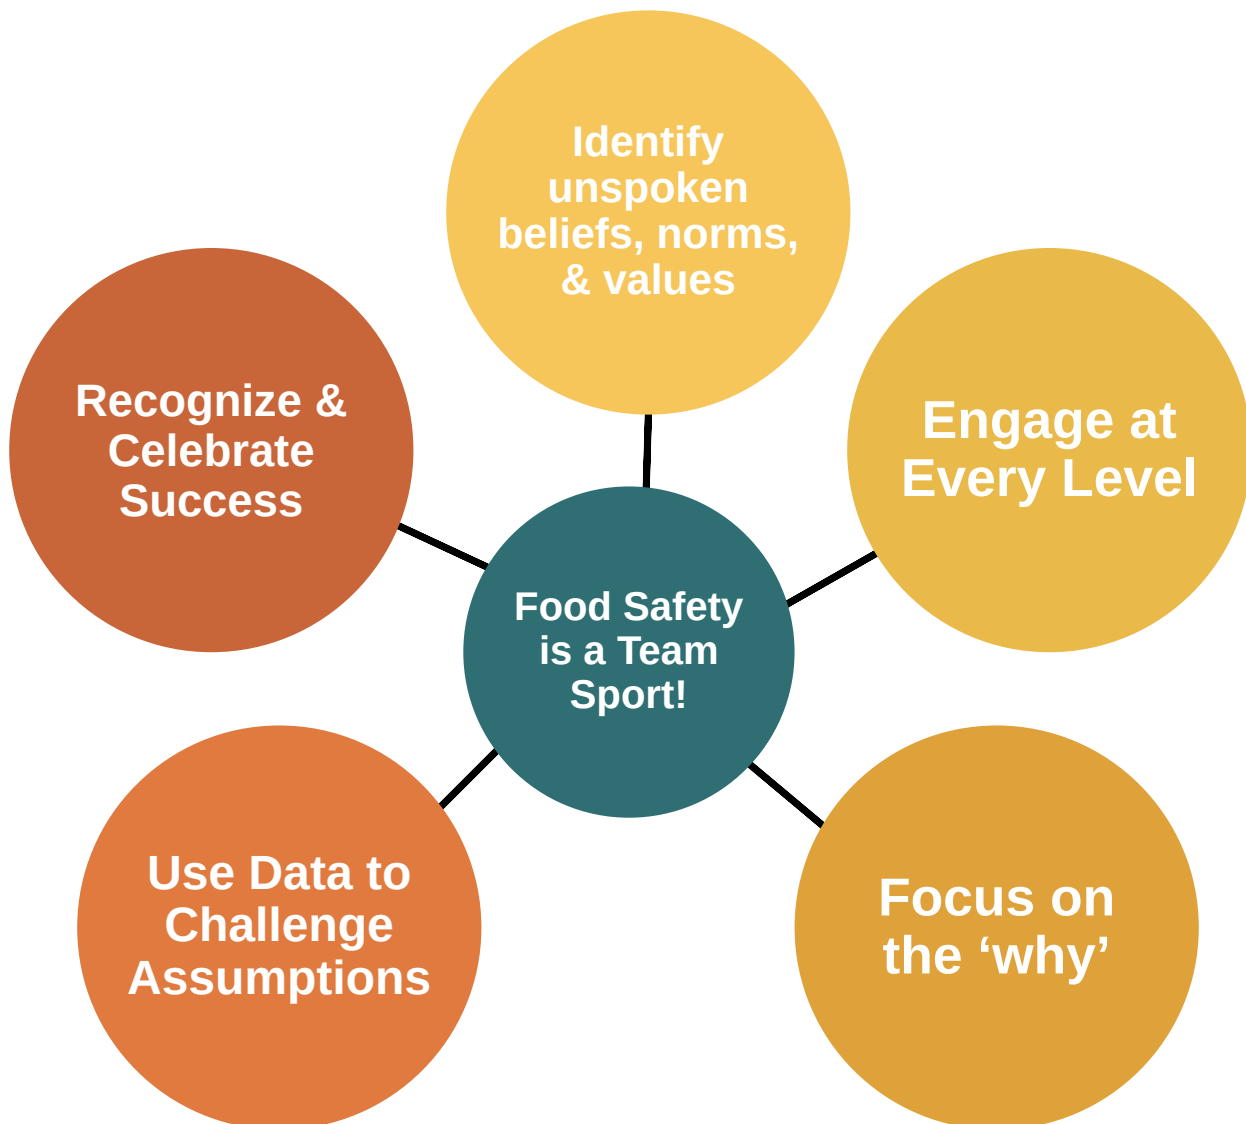 Identify
unspoken
beliefs, norms,
& values
Recognize &
Celebrate
Success
Engage at
Every Level
Food Safety
is a Team
Sport!
Use Data to
Challenge
Assumptions
Focus on
the ‘why’